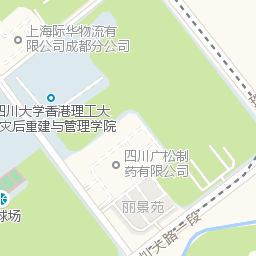 上海际华物流有
限公司成都分公司
四川大学香港理工大
灾后重建与管理学院
四川广松制
药有限公司
丽景苑
球场
川大路一段